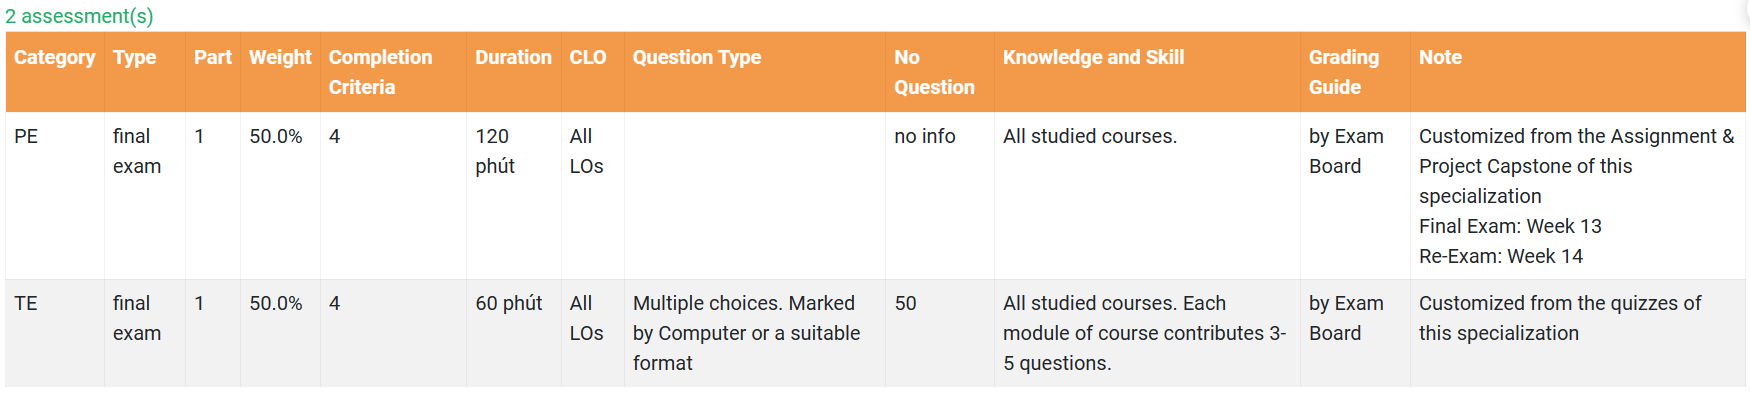 2 assessment(s)
Category Type Part Weight Completion Criteria Duration CLO Question Type No Question Knowledge and Skill Grading Guide Note
PE
final
exam
1
50.0%
4
120
phút
All
LOs
no info
All studied courses.
by Exam
Board
Customized from the Assignment &
Project Capstone of this
specialization
Final Exam: Week 13
Re-Exam: Week 14
TE
final
exam
1
50.0%
4
60 phút
All
LOs
Multiple choices. Marked
by Computer or a suitable
format
50
All studied courses. Each
module of course contributes 3-
5 questions.
by Exam
Board
Customized from the quizzes of
this specialization